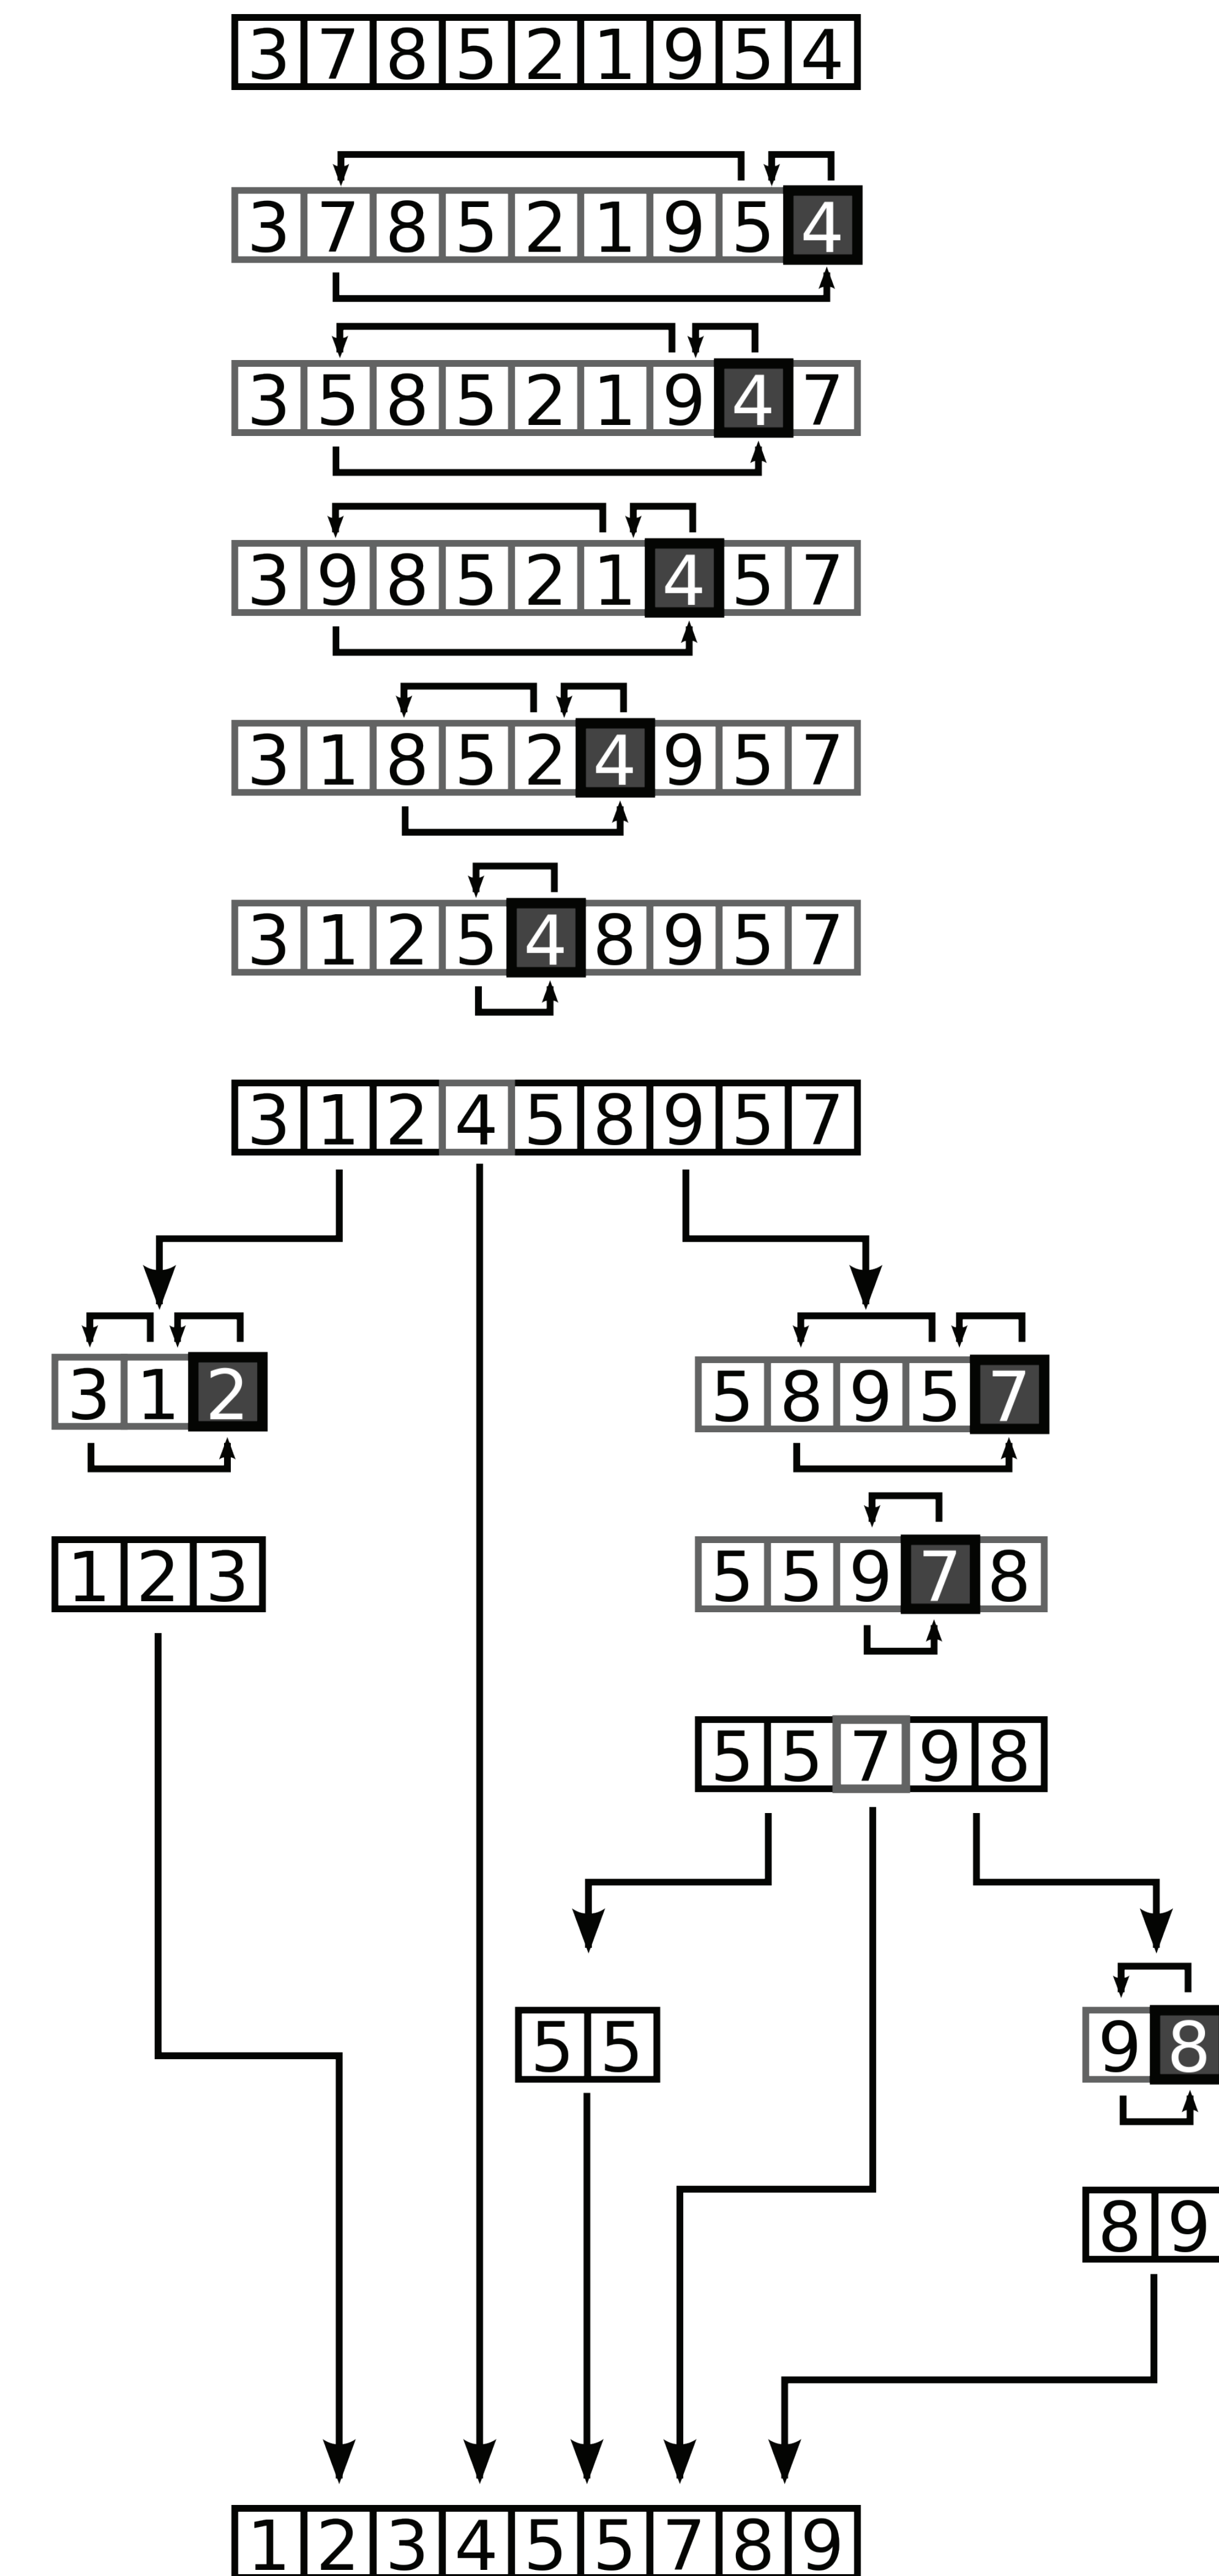 3 7 8 5 2 1 9 5 4
3 7 8 5 2 1 9 5 4
3 5 8 5 2 1 9 4 7
3 9 8 5 2 1 4 5 7
3 1 8 5 2 4 9 5 7
3 1 2 5 4 8 9 5 7
3 1 2 4 5 8 9 5 7
3 1 2
5 8 9 5 7
1 2 3
5 5 9 7 8
5 5 7 9 8
5 5
9 8
8 9
1 2 3 4 5 5 7 8 9